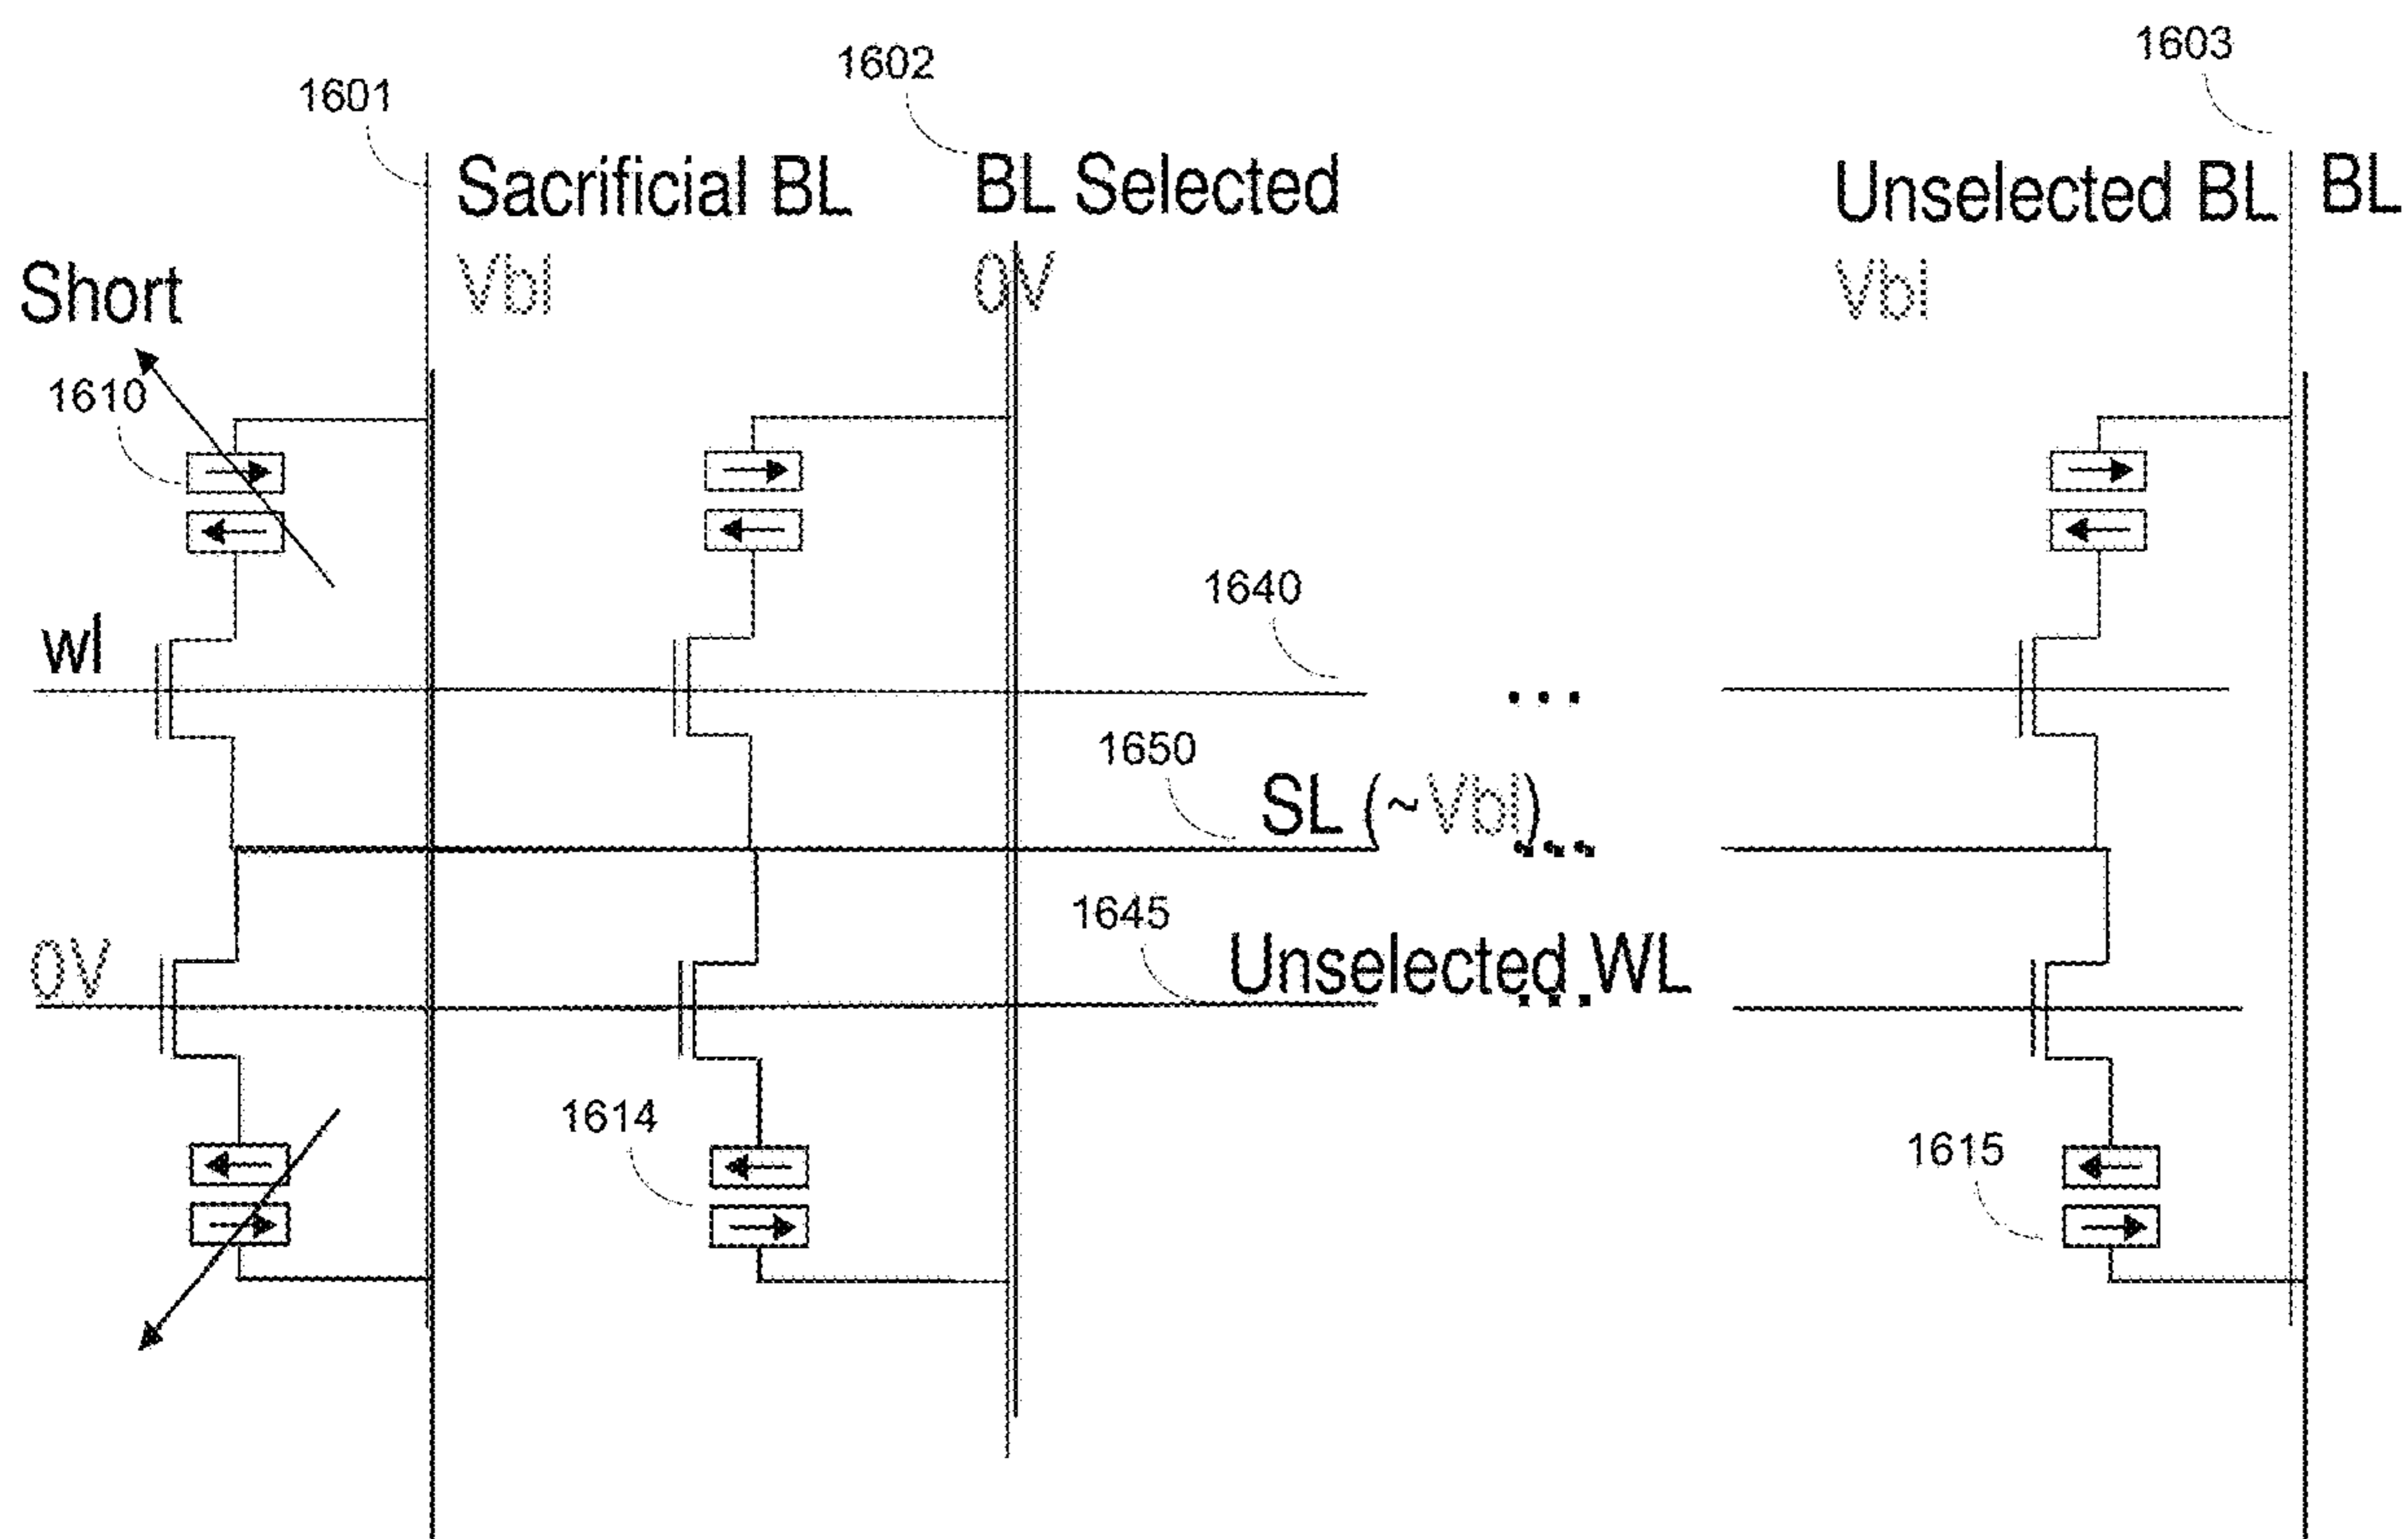 1601
1602
1603
Sacrificial BL
BL Selected
Unselected BL
BL
Vbl
0V
Vbl
Short
1610
wl
1640
...
1650
SL (~Vbl)
...
1645
0V
Unselected WL
...
1614
1615